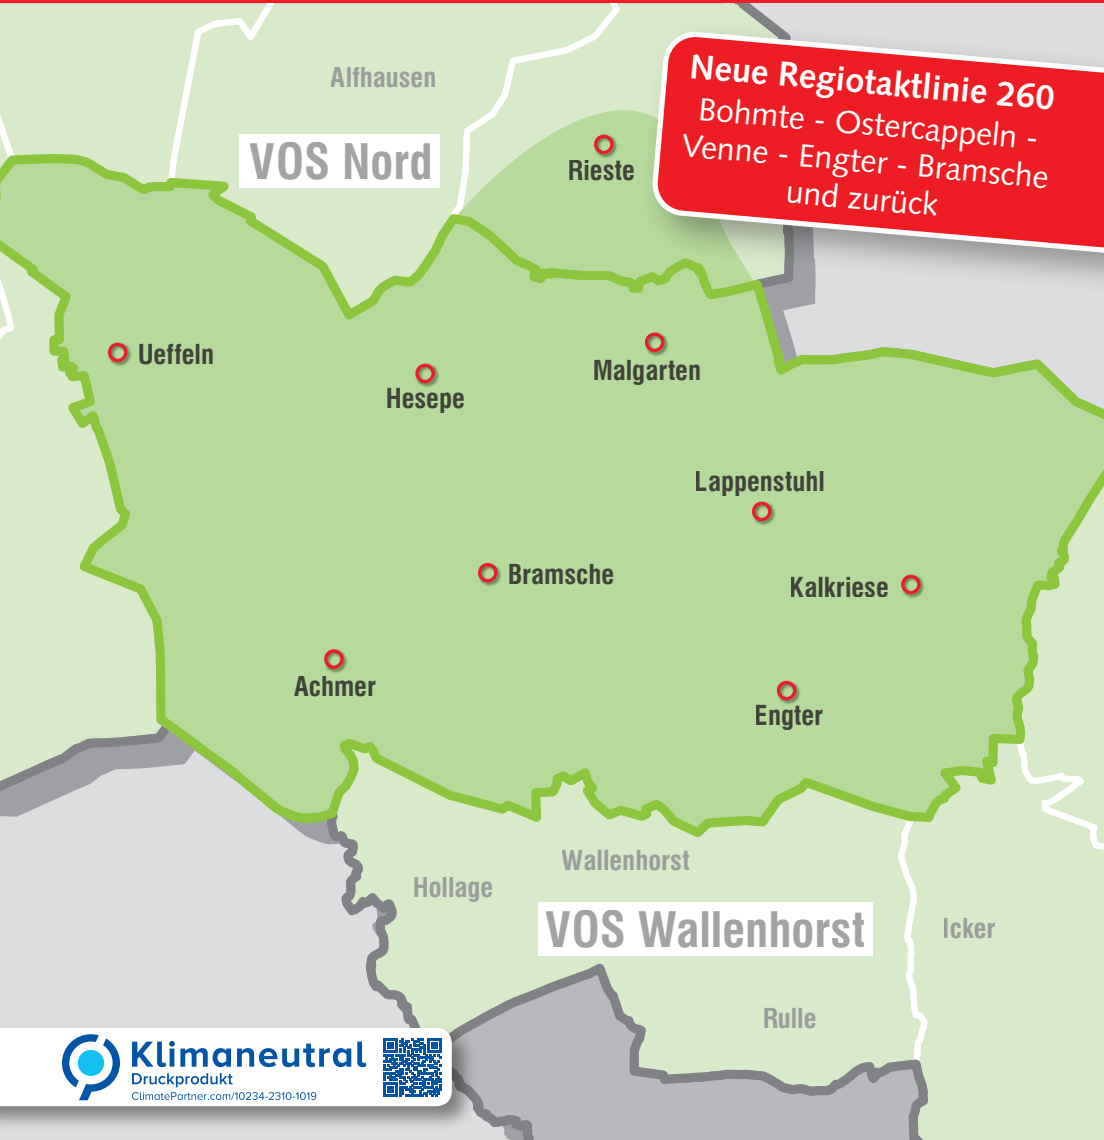 Neue Regiotaktlinie 260
Bohmte - Ostercappeln -
Venne - Engter - Bramsche
und zurück
Alfhausen
VOS Nord
Rieste
Ueffeln
Hesepe
Malgarten
Lappenstuhl
Bramsche
Kalkriese
Achmer
Engter
Wallenhorst
Hollage
VOS Wallenhorst
Icker
Rulle
Klimaneutral
Druckprodukt
ClimatePartner.com/10234-2310-1019